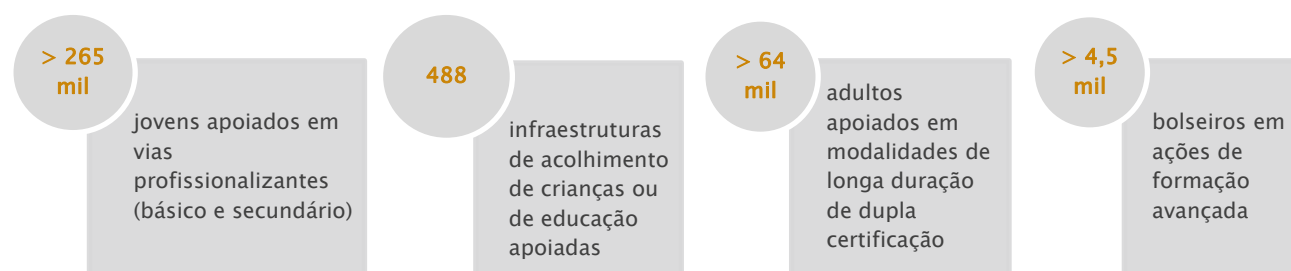 > 265
mil
jovens apoiados em
vias
profissionalizantes
(básico e secundário)
488
infraestruturas
de acolhimento
de crianças ou
de educação
apoiadas
> 64
mil
adultos
apoiados em
modalidades de
longa duração
de dupla
certificação
> 4,5
mil
bolseiros em
ações de
formação
avançada